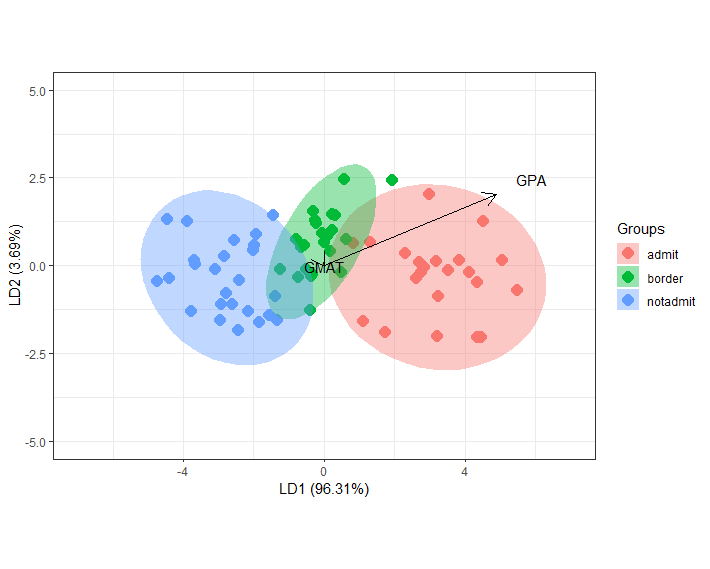 5.0
2.5
0.0
-2.5
-5.0
LD2 (3.69%)
GPA
GMAT
-4
0
4
LD1 (96.31%)
Groups
admit
border
notadmit